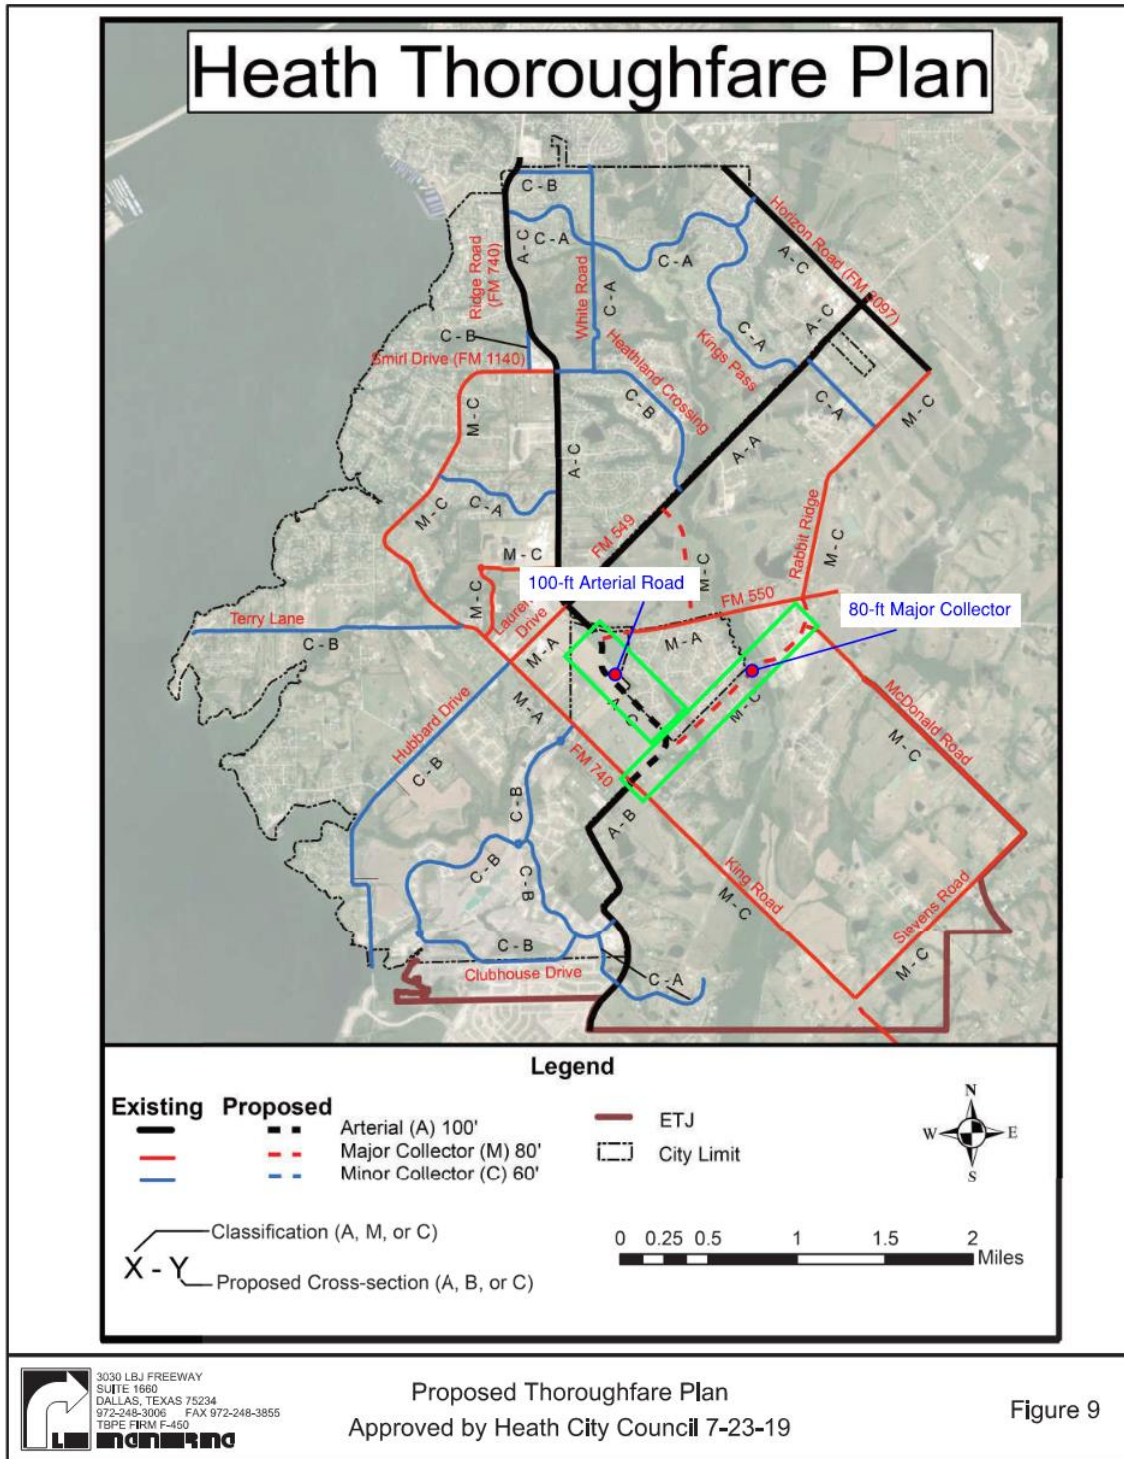 Heath Thoroughfare Plan
C - B
Ridge Road
(FM 740)
A - C
C - A
White Road
C - A
C - A
Horizon Road (FM 3097)
A - C
A - C
C - B
Smirl Drive (FM 1140)
Heathland Crossing
C - B
Kings Pass
C - A
C - A
M - C
M - C
A - C
A - A
C - A
M - C
FM 549
Rabbit Ridge
M - C
M - C
M - C
M - C
100-ft Arterial Road
FM 550
80-ft Major Collector
Terry Lane
C - B
Drive
M - A
M - A
A - C
M - C
Hubbard Drive
C - B
M - A
FM 740
McDonald Road
M - C
C - B
A - B
C - B
C - B
King Road
M - C
Stevens Road
M - C
C - B
Clubhouse Drive
C - A
Legend
Existing Proposed
Arterial (A) 100'
Major Collector (M) 80'
Minor Collector (C) 60'
ETJ
City Limit
N
W E
S
Classification (A, M, or C)
X - Y
Proposed Cross-section (A, B, or C)
0 0.25 0.5 1 1.5 2
Miles
3030 LBJ FREEWAY
SUITE 1660
DALLAS, TEXAS 75234
972-248-3006 FAX 972-248-3855
TBPE FIRM F-450
Proposed Thoroughfare Plan
Approved by Heath City Council 7-23-19
Figure 9